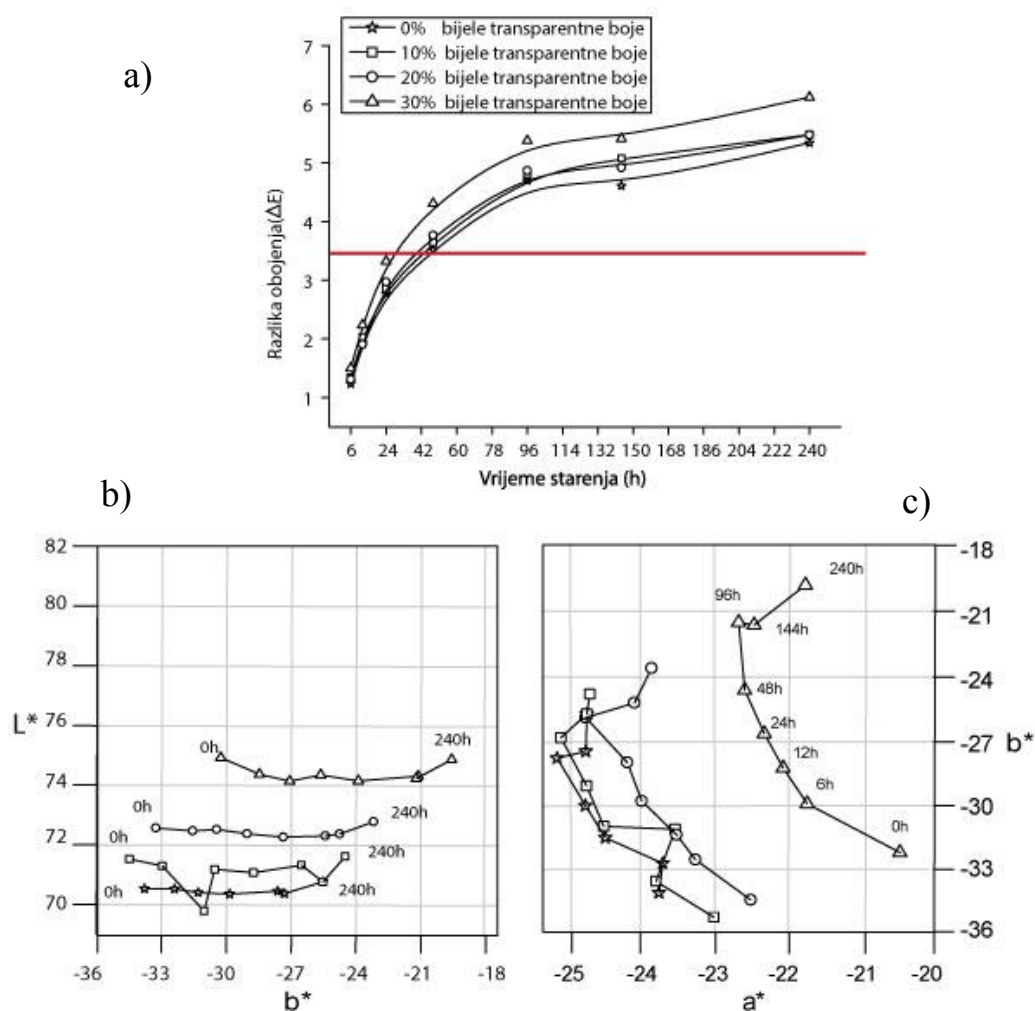 a)
0% bijele transparentne boje
10% bijele transparentne boje
20% bijele transparentne boje
30% bijele transparentne boje
Razlika obojenja(ΔE)
7
6
5
4
3
2
1
6 24 42 60 78 96 114 132 150 168 186 204 222 240
Vrijeme starenja (h)
b)
L*
82
80
78
76
74
72
70
0h 240h
0h 240h
0h 240h
0h 240h
-36 -33 -30 -27 -24 -21 -18
b*
c)
240h
96h
144h
48h
24h
12h
6h
0h
-18
-21
-24
-27
-30
-33
-36
b*
-25 -24 -23 -22 -21 -20
a*